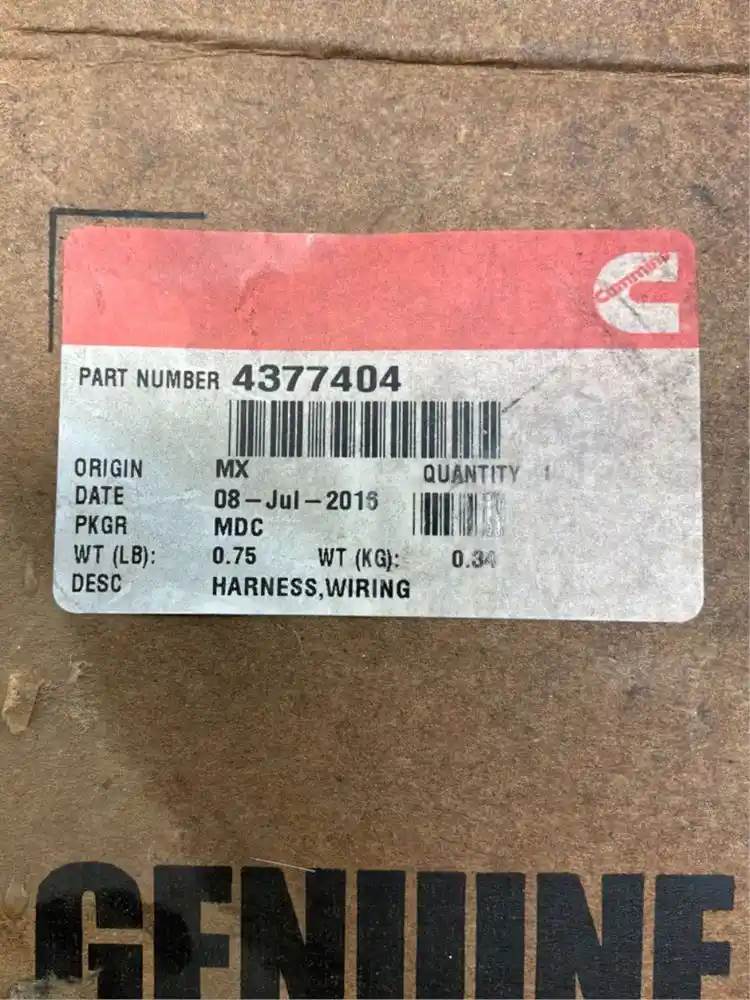 Cummins
PART NUMBER 4377404
ORIGIN MX QUANTITY 1
DATE 08-Jul-2016
PKGR MDC
WT (LB): 0.75 WT (KG): 0.34
DESC HARNESS,WIRING
GENUINE